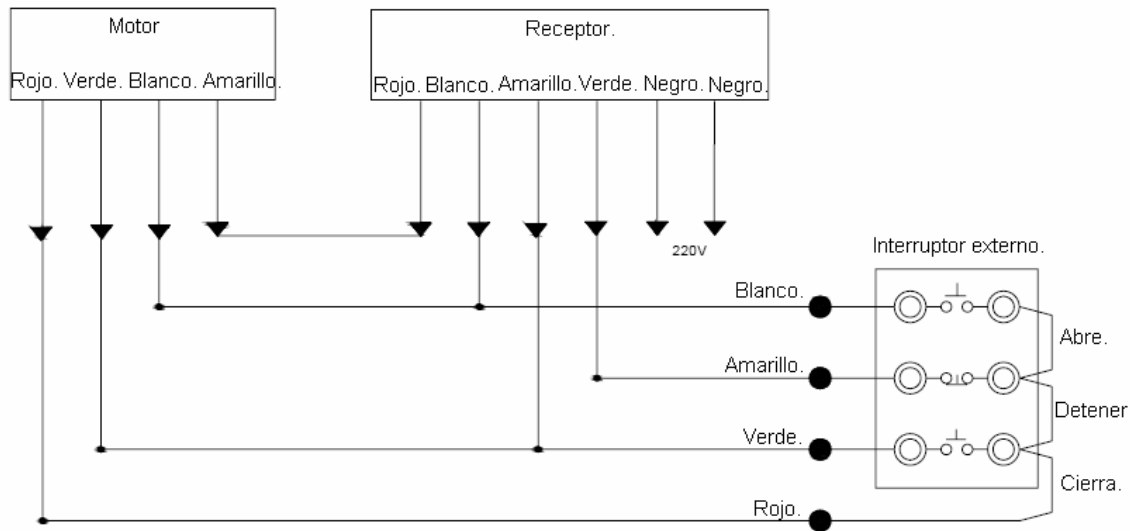 Motor
Rojo. Verde. Blanco. Amarillo.
Receptor.
Rojo. Blanco. Amarillo. Verde. Negro. Negro.
220V
Interruptor externo.
Blanco.
Abre.
Amarillo.
Detener
Verde.
Cierra.
Rojo.